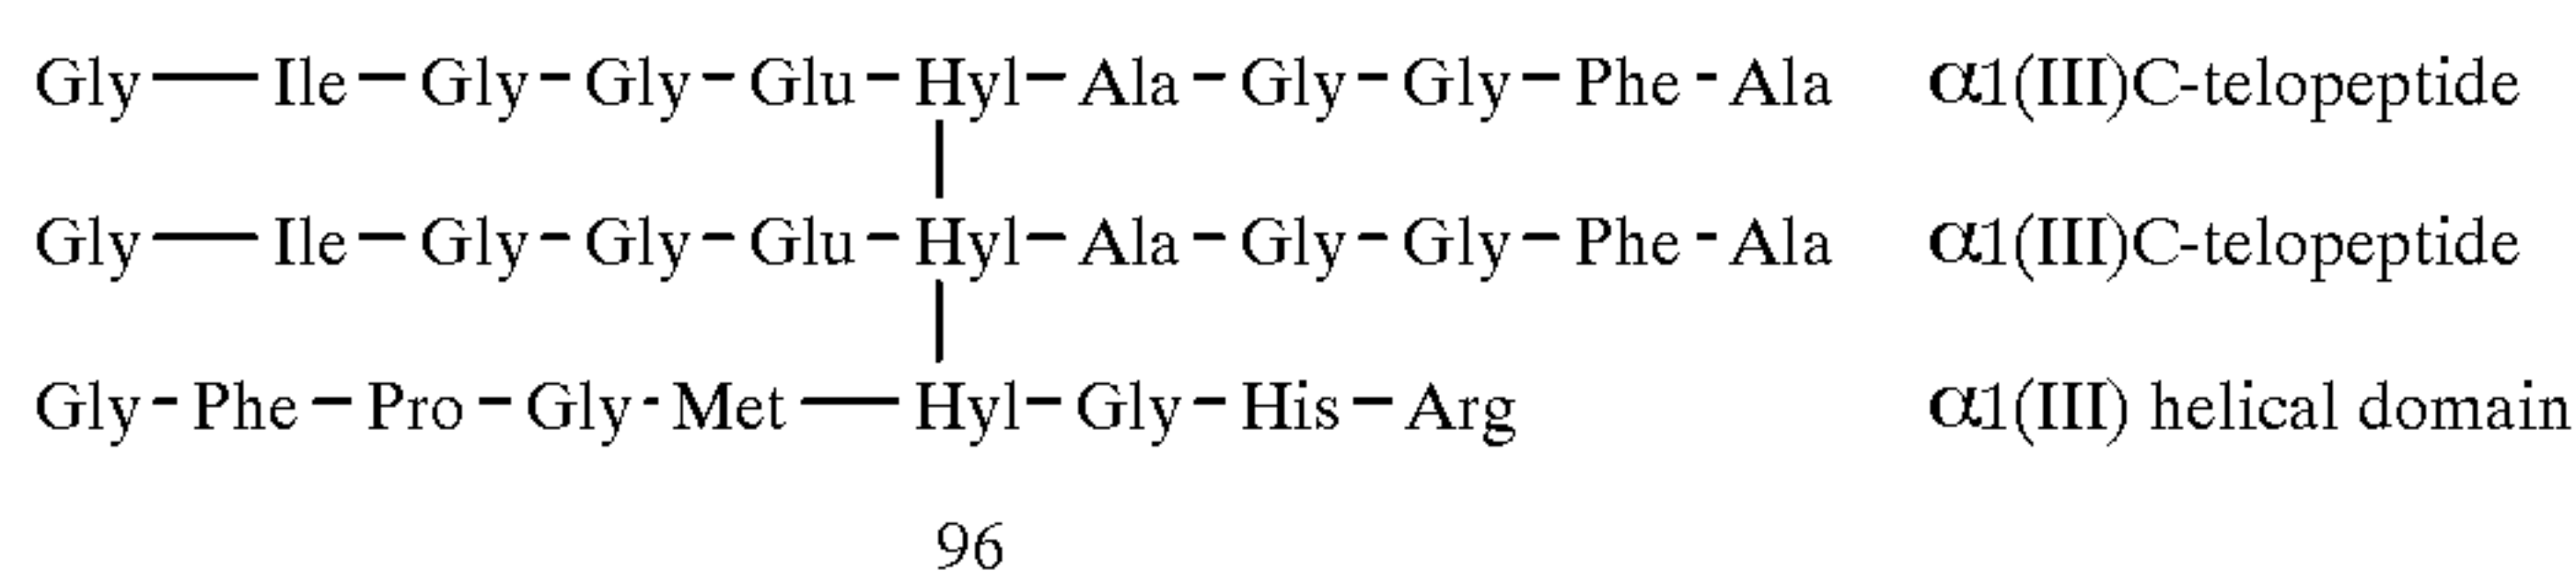 Gly — Ile — Gly - Gly - Glu - Hyl - Ala - Gly - Gly - Phe - Ala α1(III)C-telopeptide
Gly — Ile — Gly - Gly - Glu - Hyl - Ala - Gly - Gly - Phe - Ala α1(III)C-telopeptide
Gly - Phe - Pro - Gly - Met — Hyl - Gly - His - Arg α1(III) helical domain
96